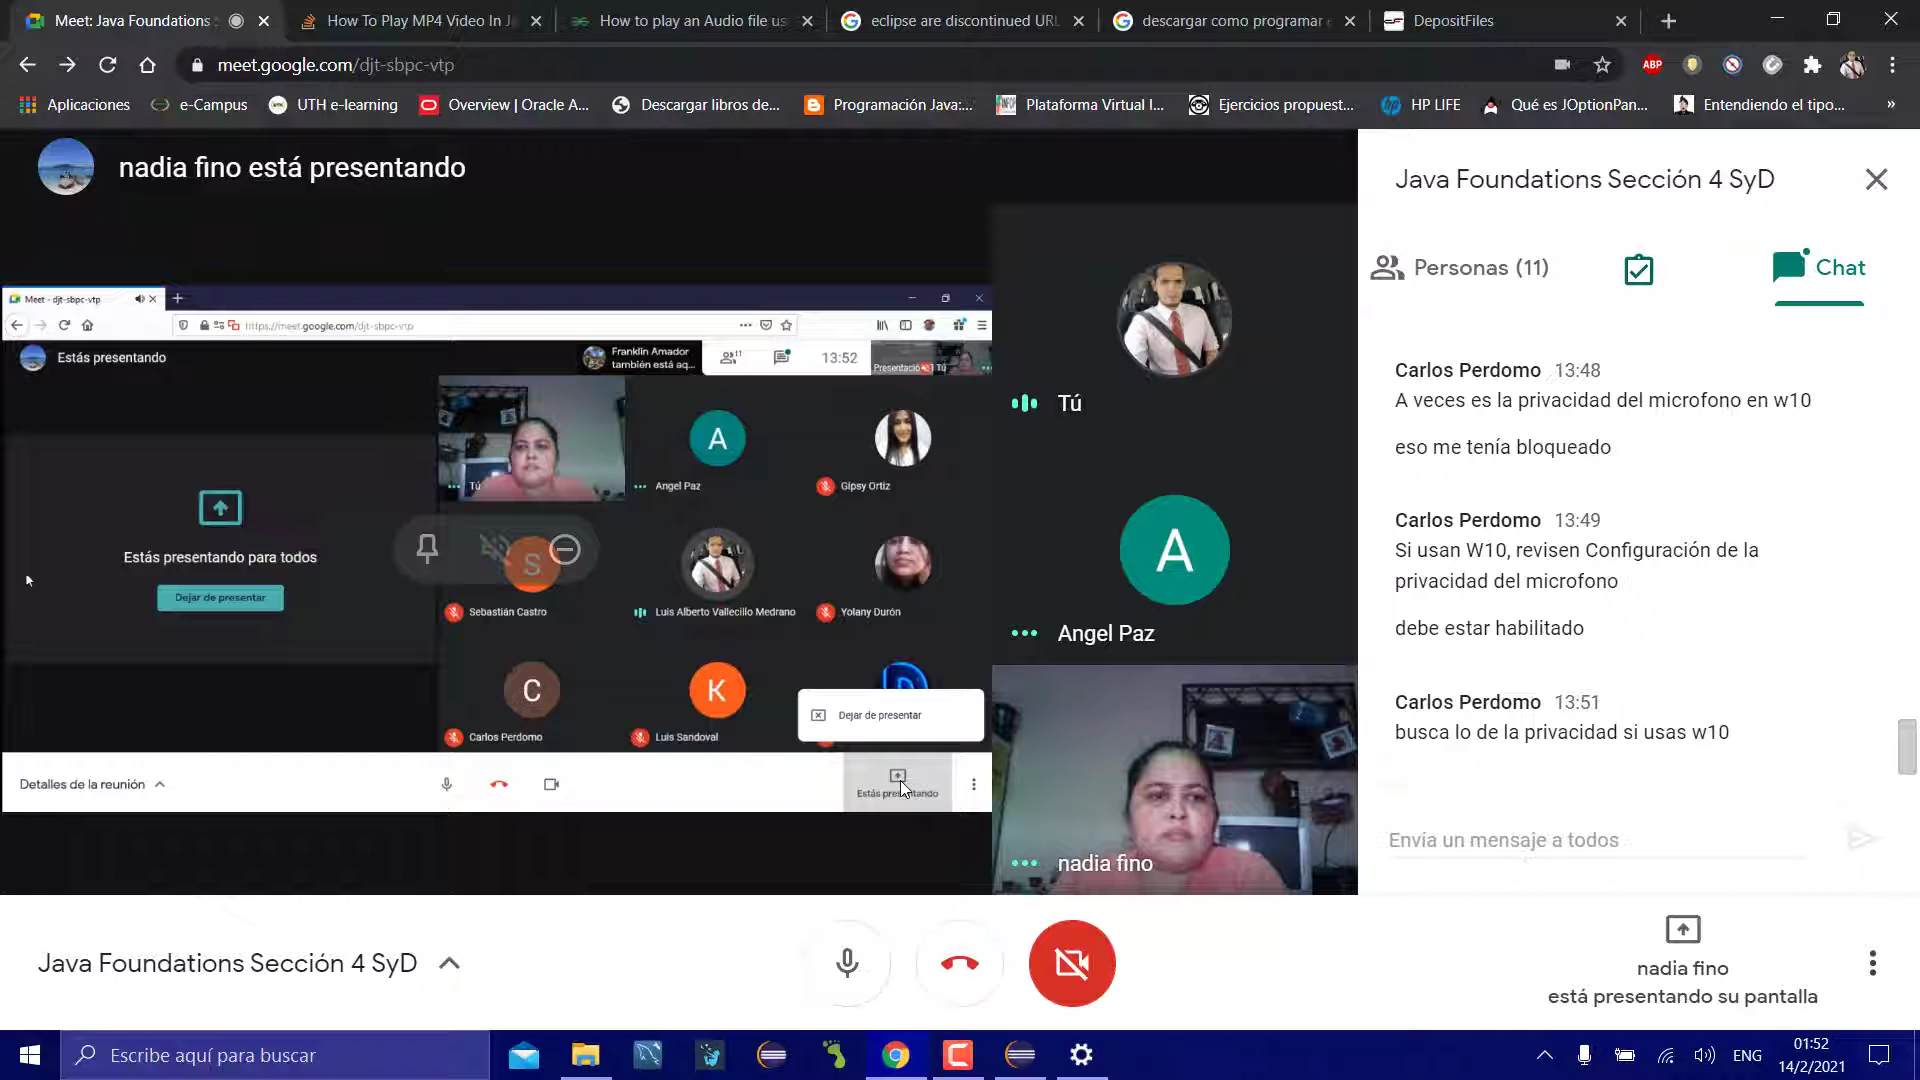 Meet: Java Foundations
How To Play MP4 Video In J
How to play an Audio file us
eclipse are discontinued URL
descargar como programar e
DepositFiles
meet.google.com/djt-sbpc-vtp
ABP
Aplicaciones
e-Campus
UTH e-learning
Overview | Oracle A...
Descargar libros de...
Programación Java:...
Plataforma Virtual I...
Ejercicios propuest...
HP LIFE
Qué es JOptionPan...
Entendiendo el tipo...
»
nadia fino está presentando
Meet - djt-sbpc-vtp
https://meet.google.com/djt-sbpc-vtp
Estás presentando
Franklin Amador
también está aq...
11
13:52
Presentació
Tú
Estás presentando para todos
Dejar de presentar
Tú
A
Angel Paz
Gipsy Ortiz
S
Sebastián Castro
Luis Alberto Vallecillo Medrano
Yolany Durón
C
Carlos Perdomo
K
Luis Sandoval
Dejar de presentar
Detalles de la reunión
Estás presentando
Tú
A
Angel Paz
nadia fino
Java Foundations Sección 4 SyD
Personas (11)
Chat
Carlos Perdomo 13:48
A veces es la privacidad del microfono en w10
eso me tenía bloqueado
Carlos Perdomo 13:49
Si usan W10, revisen Configuración de la
privacidad del microfono
debe estar habilitado
Carlos Perdomo 13:51
busca lo de la privacidad si usas w10
Envía un mensaje a todos
Java Foundations Sección 4 SyD
nadia fino
está presentando su pantalla
Escribe aquí para buscar
ENG
01:52
14/2/2021